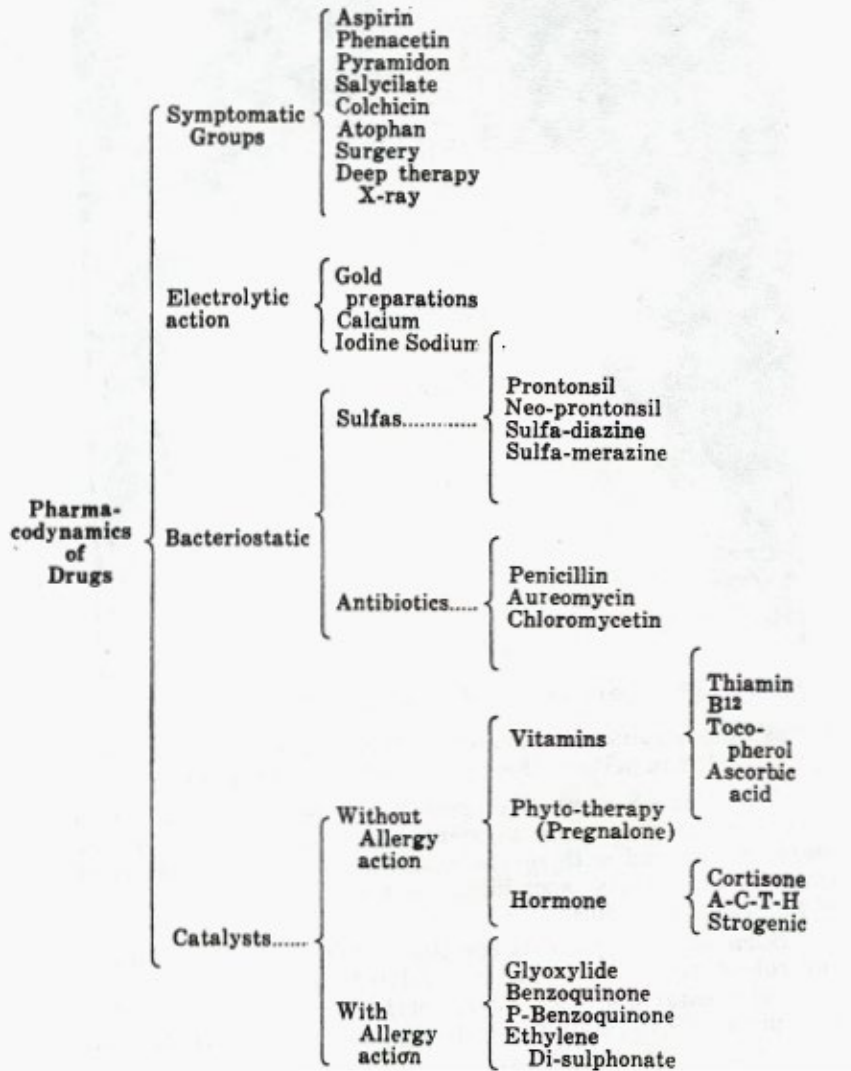 Pharma-
codynamics
of
Drugs
Symptomatic
Groups
Aspirin
Phenacetin
Pyramidon
Salycilate
Colchicin
Atophan
Surgery
Deep therapy
X-ray
Electrolytic
action
Gold
preparations
Calcium
Iodine Sodium
Bacteriostatic
Sulfas............
Prontonsil
Neo-prontonsil
Sulfa-diazine
Sulfa-merazine
Antibiotics.....
Penicillin
Aureomycin
Chloromycetin
Catalysts......
Without
Allergy
action
Vitamins
Thiamin
B12
Toco-
pherol
Ascorbic
acid
Phyto-therapy
(Pregnalone)
Hormone
Cortisone
A-C-T-H
Strogenic
With
Allergy
action
Glyoxylide
Benzoquinone
P-Benzoquinone
Ethylene
Di-sulphonate